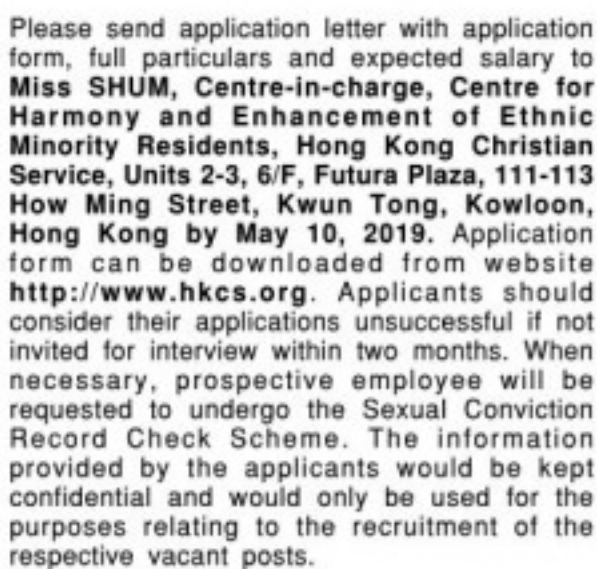 Please send application letter with application
form, full particulars and expected salary to
Miss SHUM, Centre-in-charge, Centre for
Harmony and Enhancement of Ethnic
Minority Residents, Hong Kong Christian
Service, Units 2-3, 6/F, Futura Plaza, 111-113
How Ming Street, Kwun Tong, Kowloon,
Hong Kong by May 10, 2019. Application
form can be downloaded from website
http://www.hkcs.org. Applicants should
consider their applications unsuccessful if not
invited for interview within two months. When
necessary, prospective employee will be
requested to undergo the Sexual Conviction
Record Check Scheme. The information
provided by the applicants would be kept
confidential and would only be used for the
purposes relating to the recruitment of the
respective vacant posts.